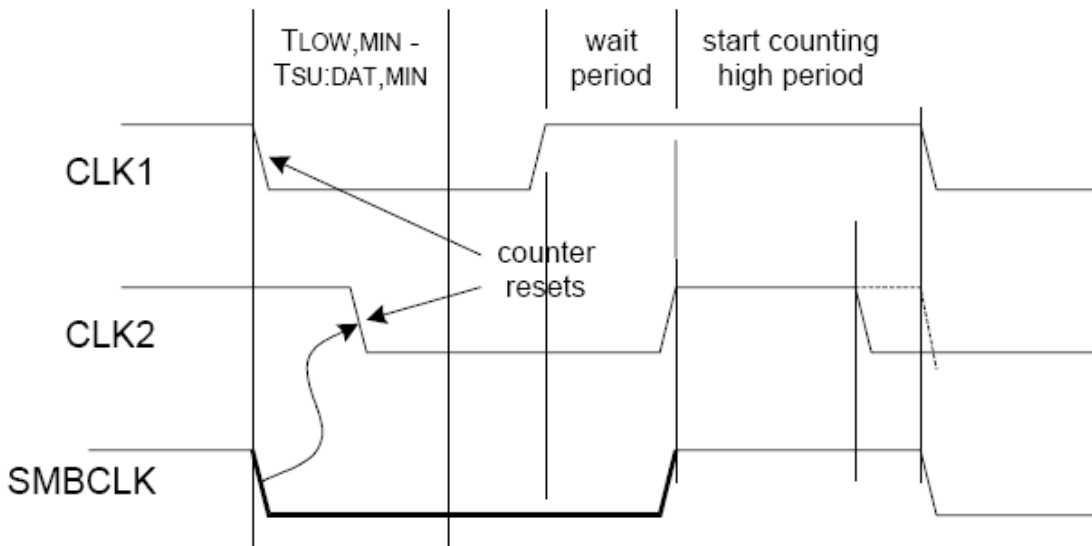 TLOW,MIN -
TSU:DAT,MIN
wait
period
start counting
high period
CLK1
counter
resets
CLK2
SMBCLK